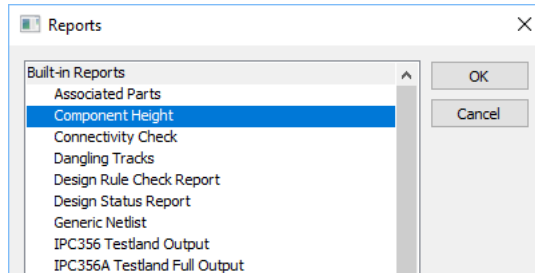 Reports
Built-in Reports
OK
Associated Parts
Component Height
Cancel
Connectivity Check
Dangling Tracks
Design Rule Check Report
Design Status Report
Generic Netlist
IPC356 Testland Output
IPC356A Testland Full Output